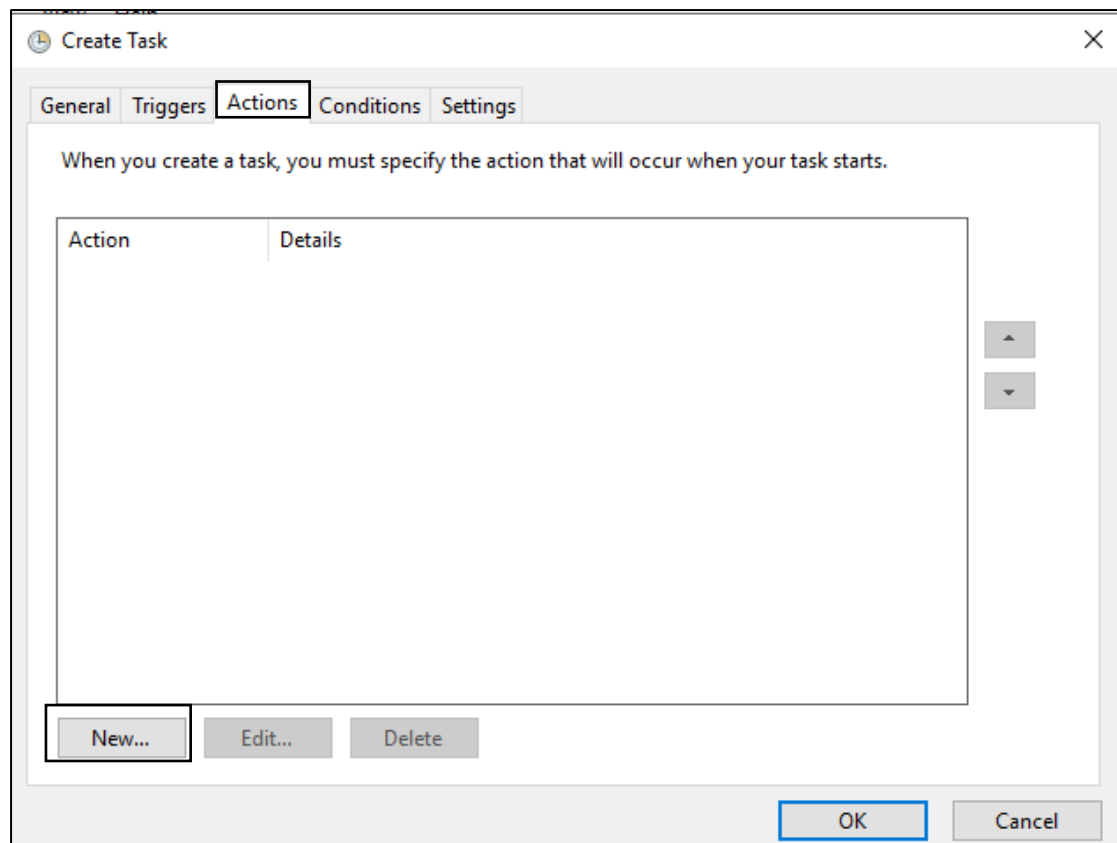 Create Task
General Triggers Actions Conditions Settings
When you create a task, you must specify the action that will occur when your task starts.
Action Details
New... Edit... Delete
OK Cancel